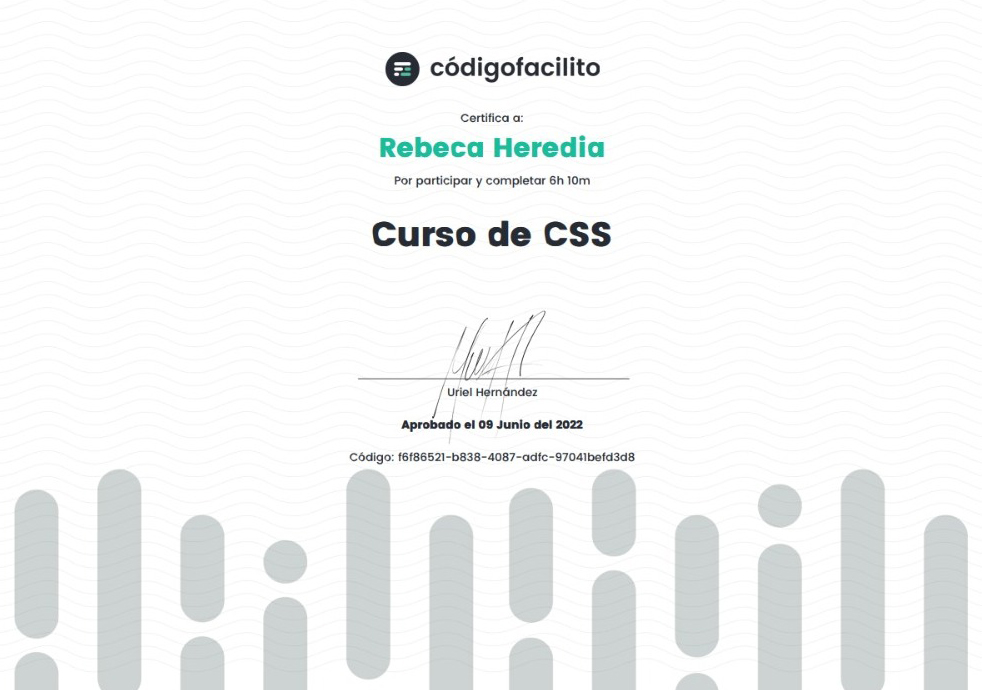 códigofacilito
Certifica a:
Rebeca Heredia
Por participar y completar 6h 10m
Curso de CSS
Uriel Hernández
Aprobado el 09 Junio del 2022
Código: f6f86521-b838-4087-adfc-97041befd3d8